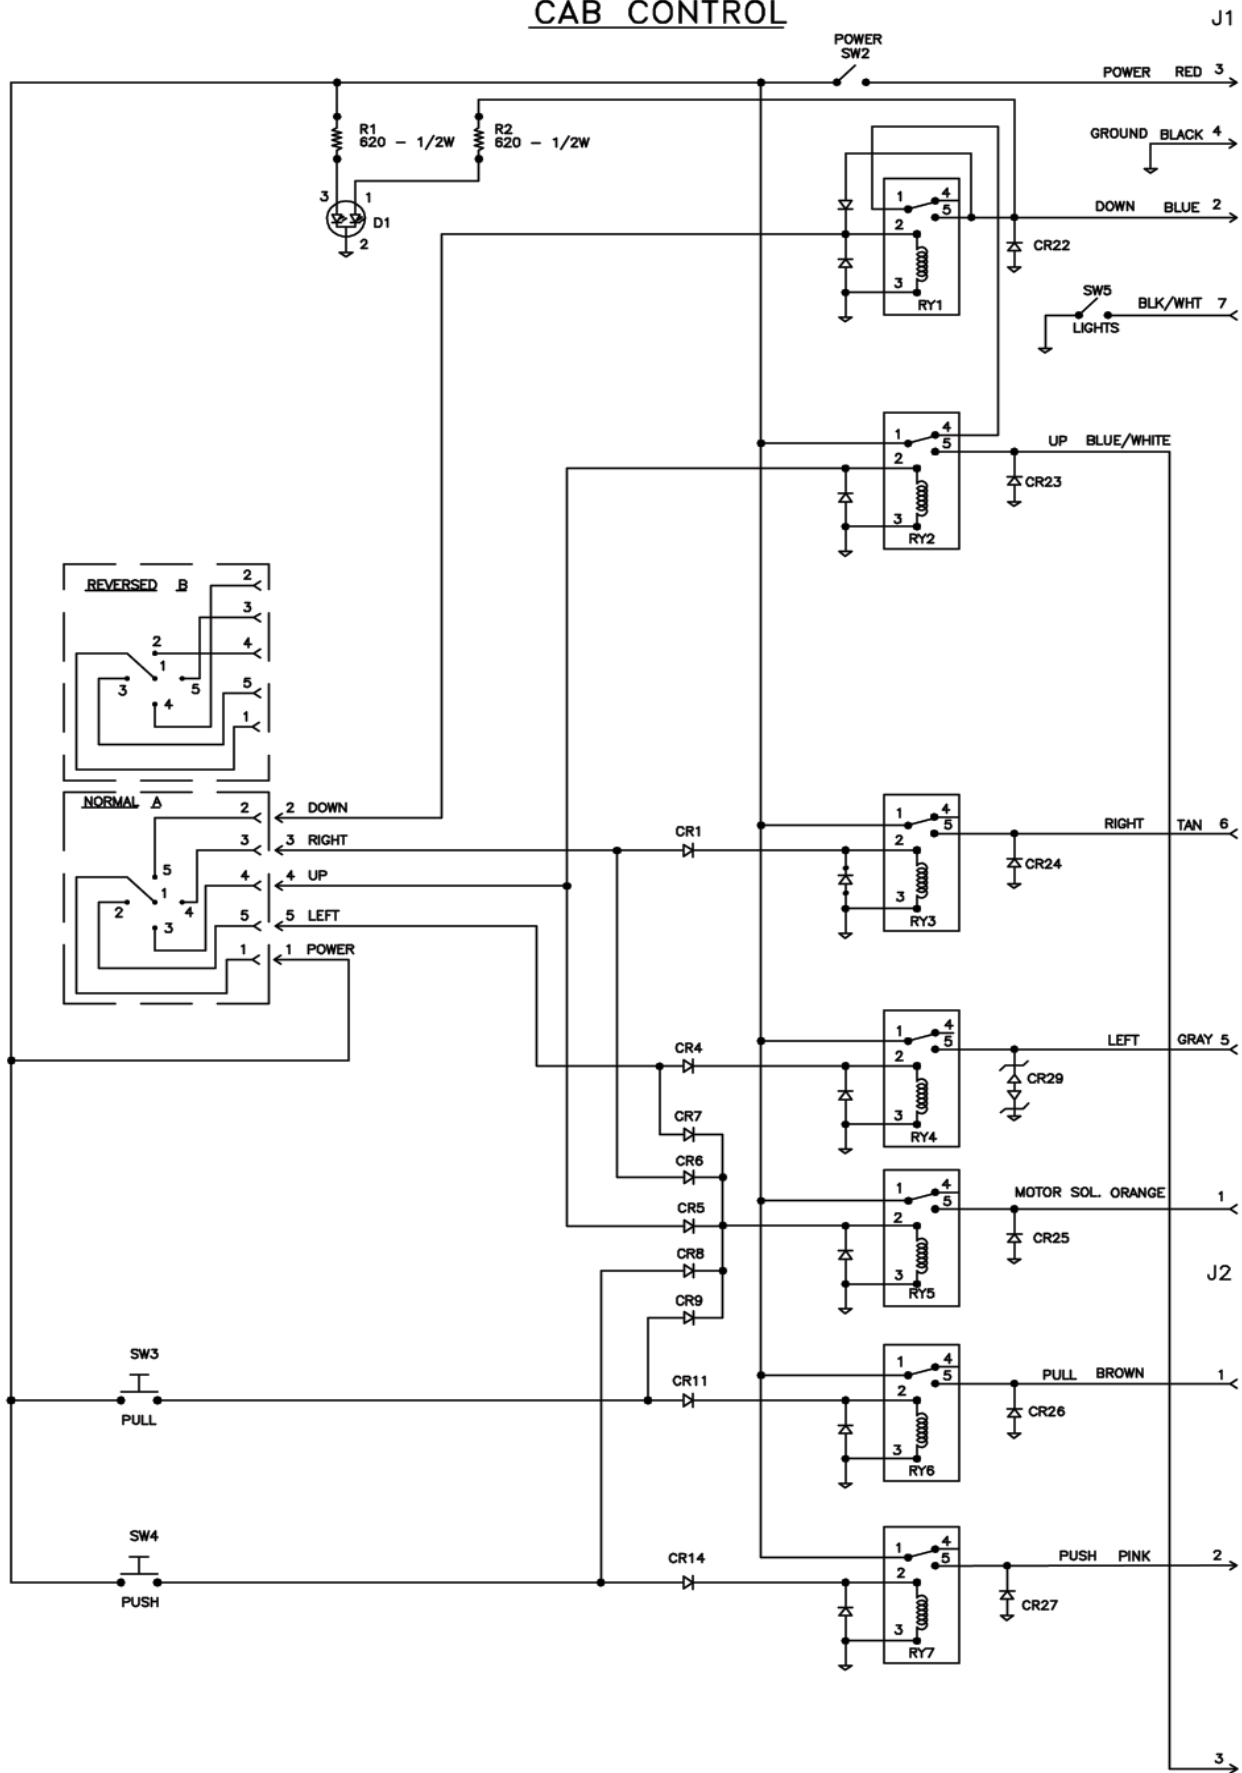 CAB CONTROL
J1
POWER
SW2
POWER RED 3
R1
620 - 1/2W
R2
620 - 1/2W
GROUND BLACK 4
3 1
D1
2
1 4
5
2
3
RY1
DOWN BLUE 2
CR22
SW5
LIGHTS
BLK/WHT 7
1 4
5
2
3
RY2
UP BLUE/WHITE
CR23
REVERSED B
2
3
4
5
1
2
1
3
5
4
NORMAL A
2
3
4
5
1
5
1
2
4
3
2 DOWN
3 RIGHT
4 UP
5 LEFT
1 POWER
CR1
1 4
5
2
3
RY3
RIGHT TAN 6
CR24
CR4
1 4
5
2
3
RY4
LEFT GRAY 5
CR29
CR7
CR6
CR5
CR8
CR9
1 4
5
2
3
RY5
MOTOR SOL. ORANGE 1
CR25
J2
SW3
PULL
CR11
1 4
5
2
3
RY6
PULL BROWN 1
CR26
SW4
PUSH
CR14
1 4
5
2
3
RY7
PUSH PINK 2
CR27
3